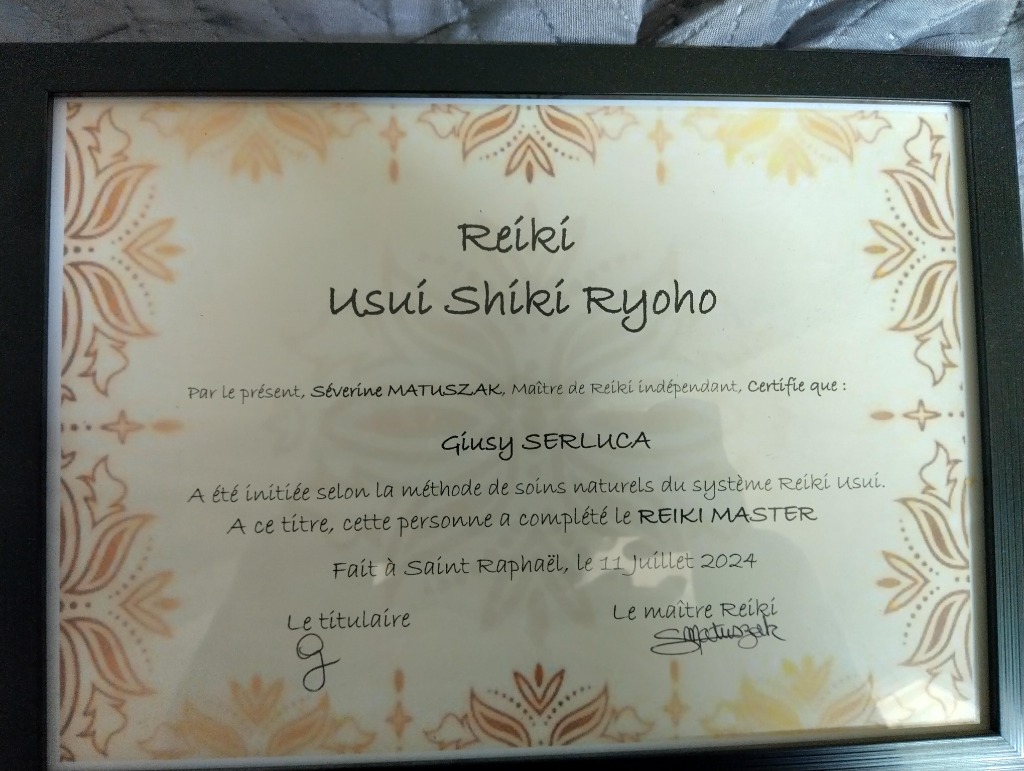 Reiki
Usui Shiki Ryoho
Par le présent, Séverine MATUSZAK, Maître de Reiki indépendant, Certifie que :
Giusy SERLUCA
A été initiée selon la méthode de soins naturels du système Reiki Usui.
A ce titre, cette personne a complété le REIKI MASTER
Fait à Saint Raphaël, le 11 Juillet 2024
Le titulaire
Le maître Reiki
g
SMatuszak